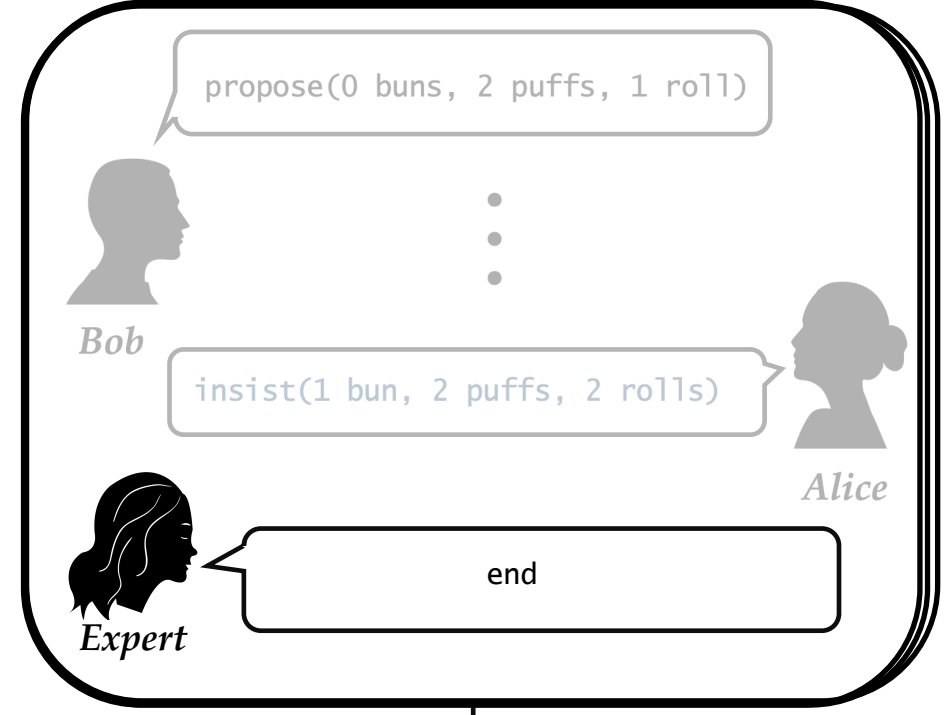 propose(0 buns, 2 puffs, 1 roll)
Bob
insist(1 bun, 2 puffs, 2 rolls)
Alice
end
Expert